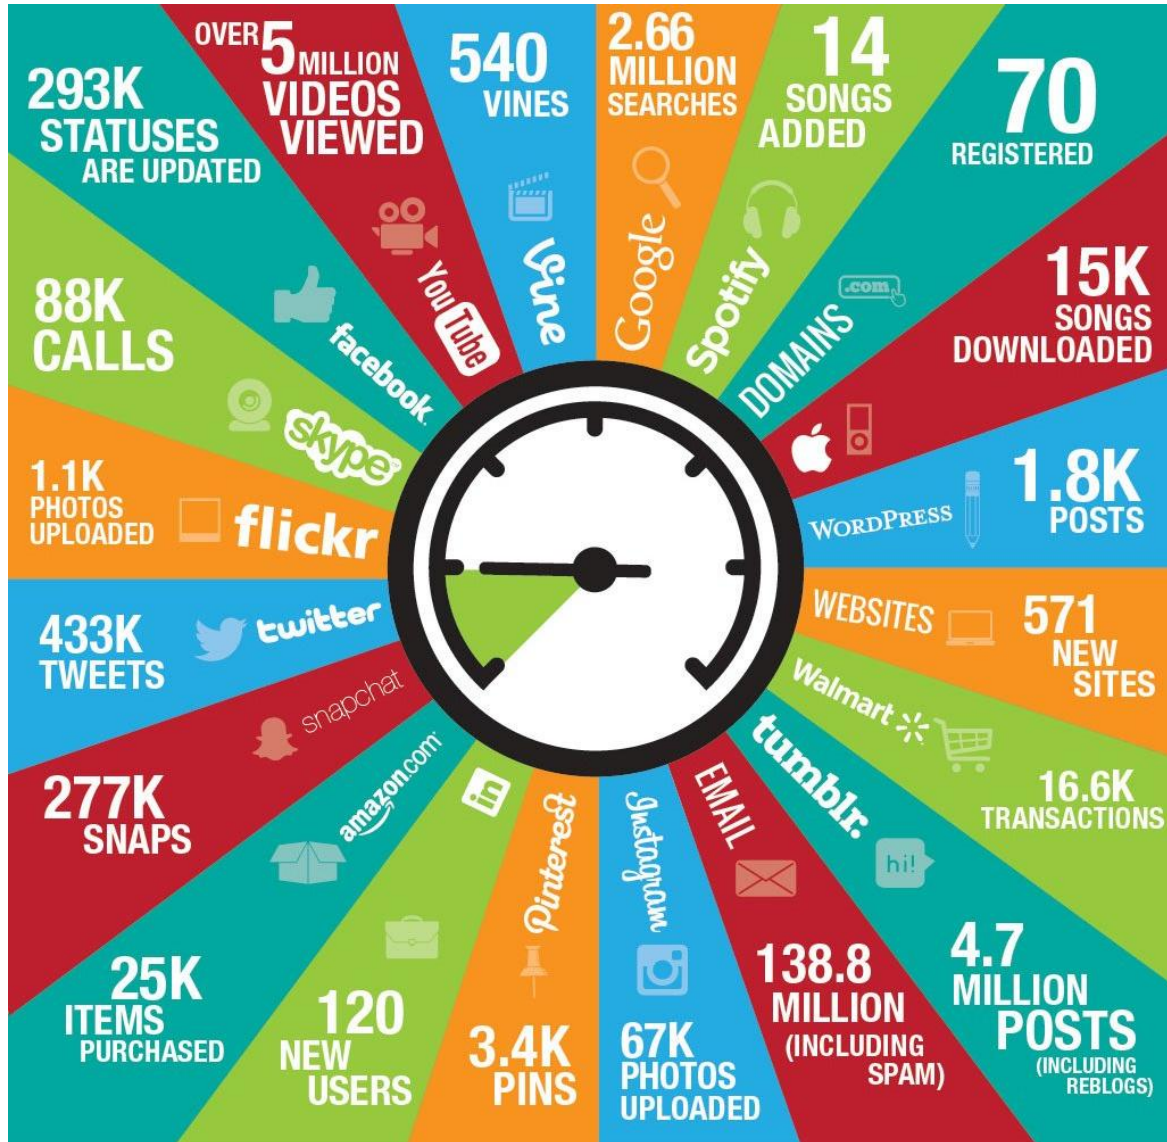 293K
STATUSES
ARE UPDATED
facebook.
OVER 5 MILLION
VIDEOS
VIEWED
You Tube
540
VINES
Vine
2.66
MILLION
SEARCHES
Google
14
SONGS
ADDED
Spotify
70
REGISTERED
.com
DOMAINS
15K
SONGS
DOWNLOADED
1.8K
POSTS
WORDPRESS
571
NEW
SITES
WEBSITES
Walmart
16.6K
TRANSACTIONS
tumblr.
hi!
4.7
MILLION
POSTS
(INCLUDING
REBLOGS)
EMAIL
138.8
MILLION
(INCLUDING
SPAM)
Instagram
67K
PHOTOS
UPLOADED
Pinterest
3.4K
PINS
in
120
NEW
USERS
amazon.com
25K
ITEMS
PURCHASED
snapchat
277K
SNAPS
twitter
433K
TWEETS
flickr
1.1K
PHOTOS
UPLOADED
skype
88K
CALLS